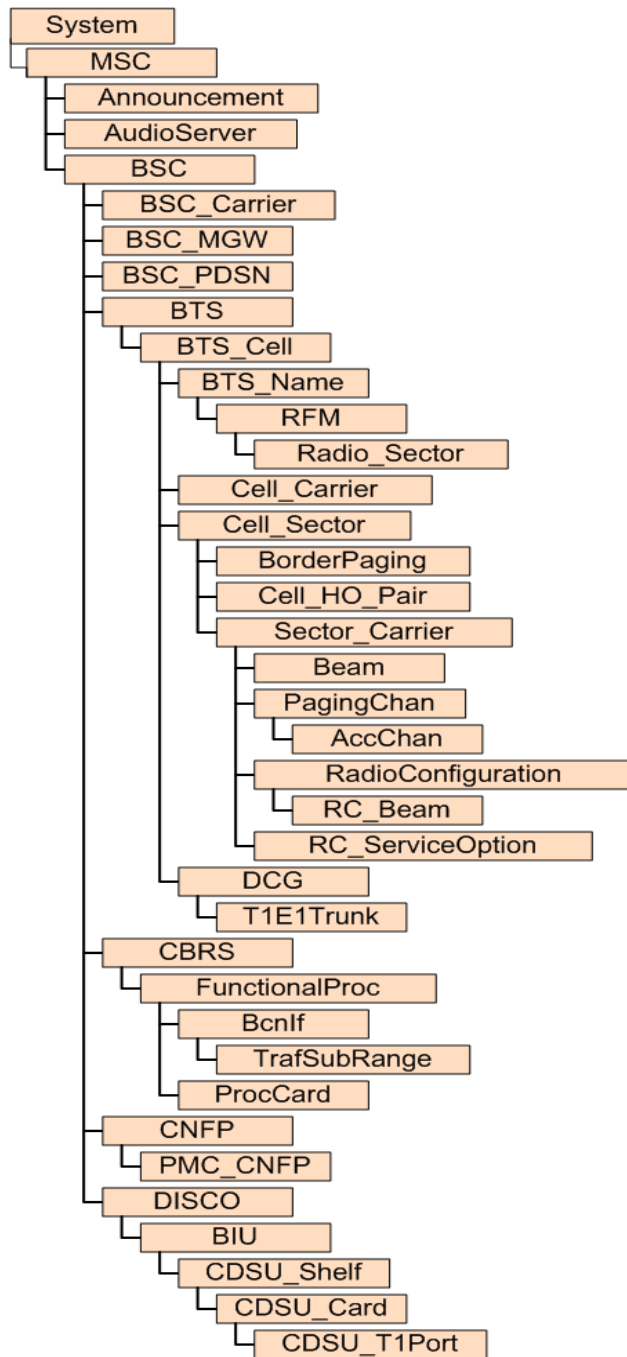 System
MSC
Announcement
AudioServer
BSC
BSC_Carrier
BSC_MGW
BSC_PDSN
BTS
BTS_Cell
BTS_Name
RFM
Radio_Sector
Cell_Carrier
Cell_Sector
BorderPaging
Cell_HO_Pair
Sector_Carrier
Beam
PagingChan
AccChan
RadioConfiguration
RC_Beam
RC_ServiceOption
DCG
T1E1Trunk
CBRS
FunctionalProc
BcnIf
TrafSubRange
ProcCard
CNFP
PMC_CNFP
DISCO
BIU
CDSU_Shelf
CDSU_Card
CDSU_T1Port